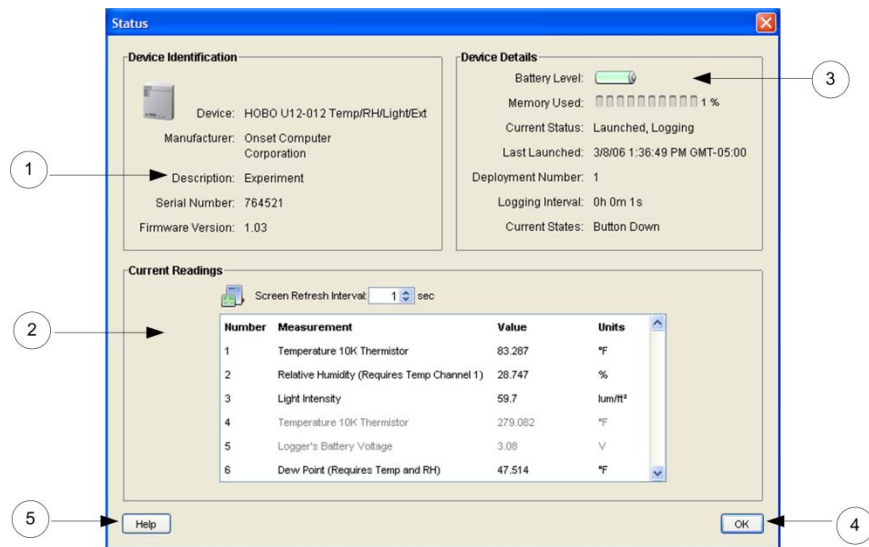 Status
Device Identification
Device: HOBO U12-012 Temp/RH/Light/Ext
Manufacturer: Onset Computer
Corporation
Description: Experiment
Serial Number: 764521
Firmware Version: 1.03
Device Details
Battery Level:
Memory Used: 1 %
Current Status: Launched, Logging
Last Launched: 3/8/06 1:36:49 PM GMT-05:00
Deployment Number: 1
Logging Interval: 0h 0m 1s
Current States: Button Down
Current Readings
Screen Refresh Interval: 1 sec
Number Measurement Value Units
1 Temperature 10K Thermistor 83.287 °F
2 Relative Humidity (Requires Temp Channel 1) 28.747 %
3 Light Intensity 59.7 lum/ft²
4 Temperature 10K Thermistor 279.082 °F
5 Logger's Battery Voltage 3.08 V
6 Dew Point (Requires Temp and RH) 47.514 °F
Help
OK
1
2
3
4
5